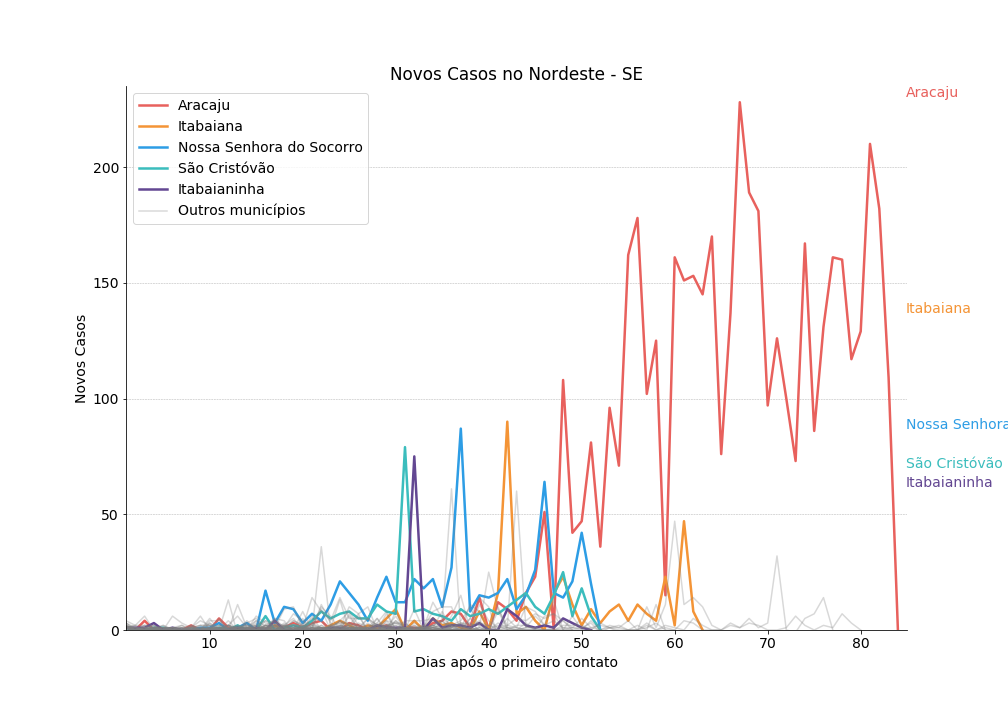 Novos Casos no Nordeste - SE
Aracaju
Itabaiana
Nossa Senhora do Socorro
São Cristóvão
Itabaianinha
Outros municípios
Aracaju
Itabaiana
Nossa Senhora
São Cristóvão
Itabaianinha
Novos Casos
200
150
100
50
0
10
20
30
40
50
60
70
80
Dias após o primeiro contato